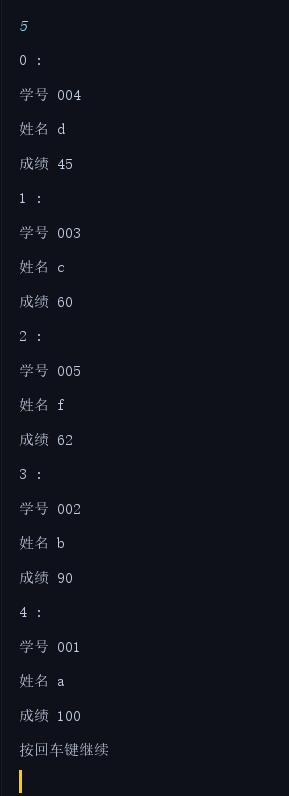 5
0 :
学号 004
姓名 d
成绩 45
1 :
学号 003
姓名 c
成绩 60
2 :
学号 005
姓名 f
成绩 62
3 :
学号 002
姓名 b
成绩 90
4 :
学号 001
姓名 a
成绩 100
按回车键继续